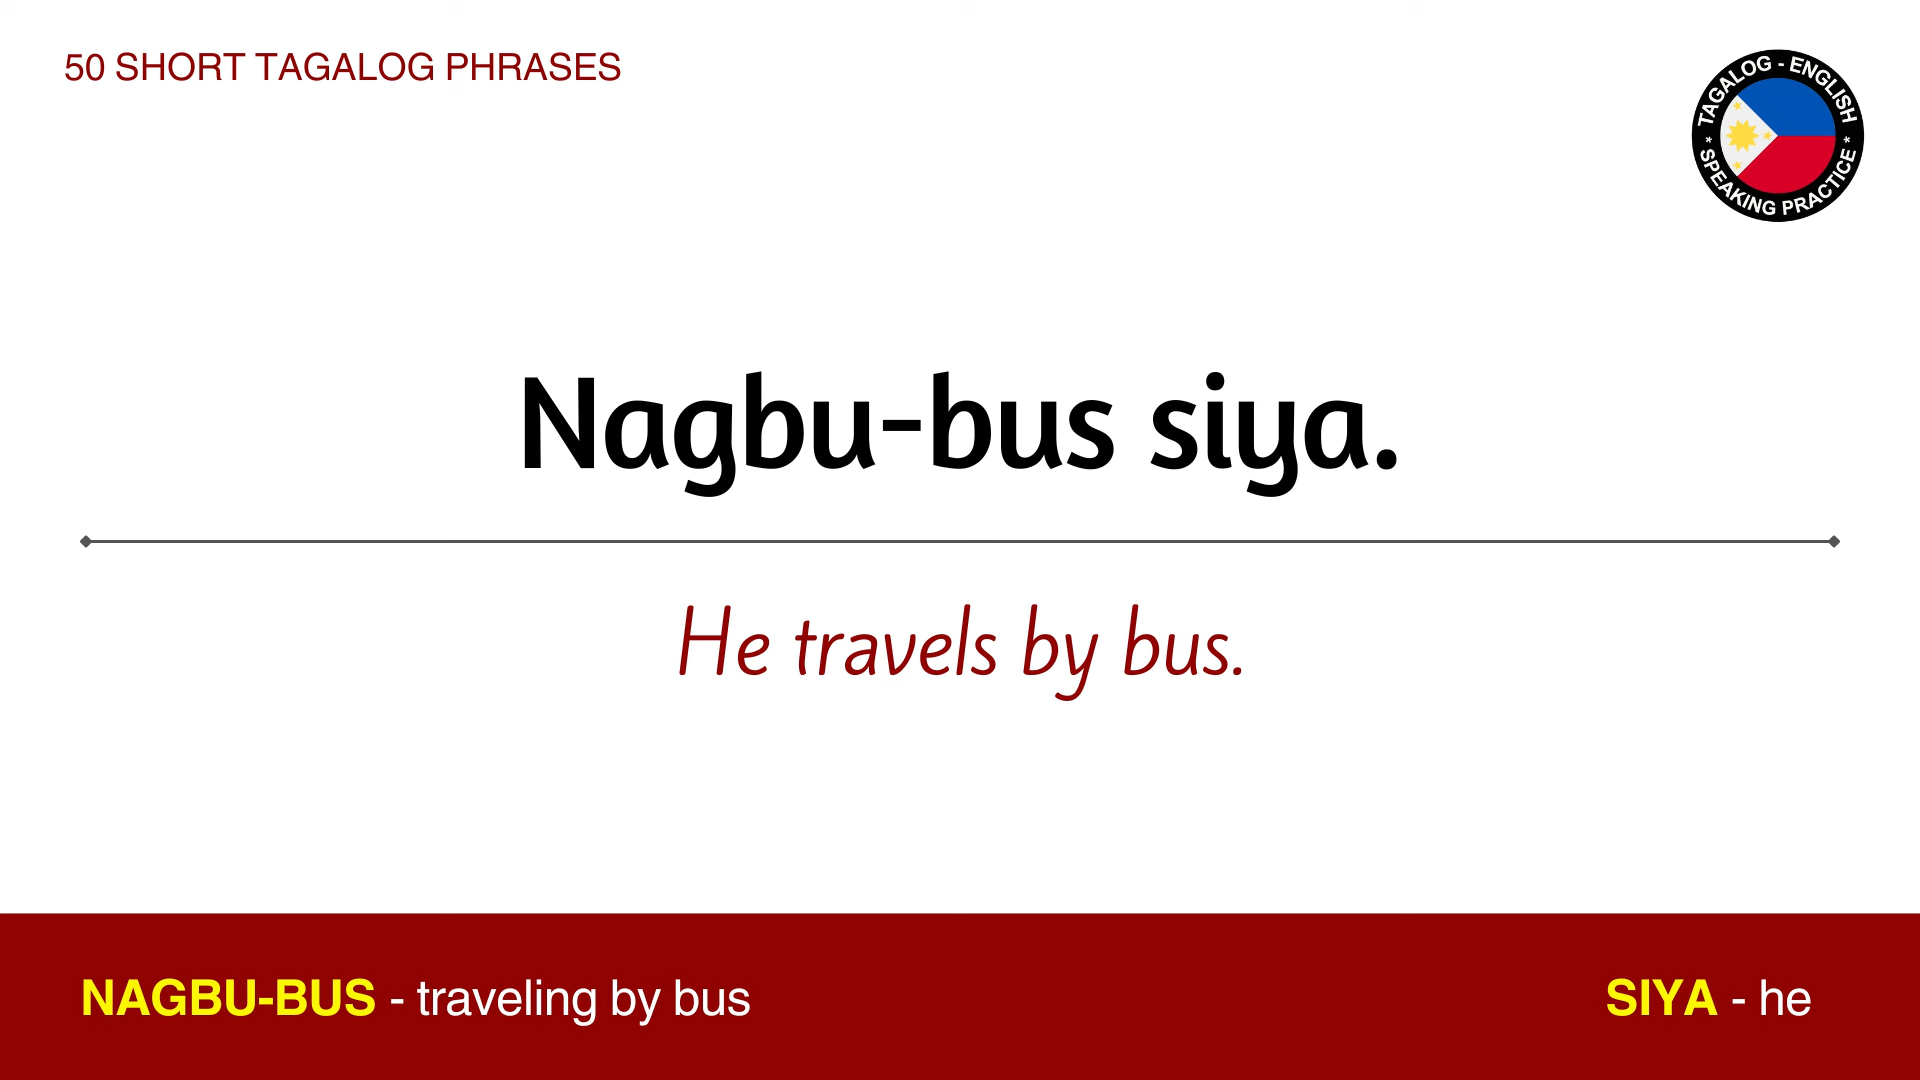 50 SHORT TAGALOG PHRASES
TAGALOG - ENGLISH
* SPEAKING PRACTICE *
Nagbu-bus siya.
He travels by bus.
NAGBU-BUS - traveling by bus
SIYA - he